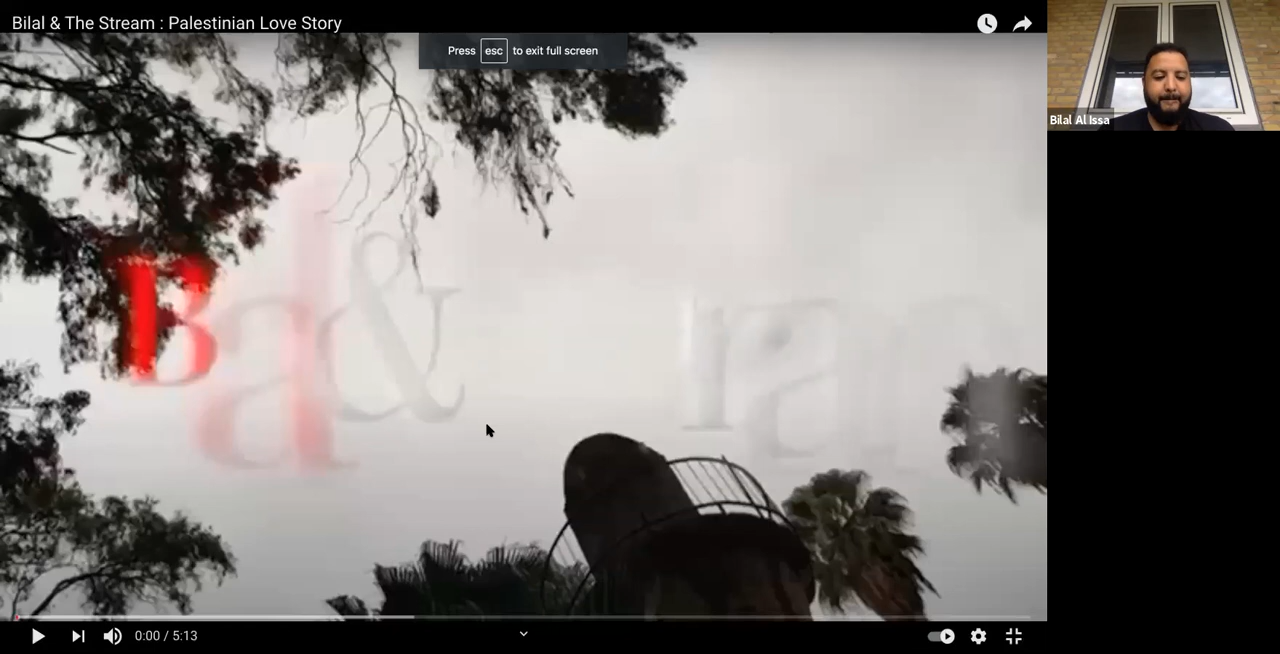 Bilal & The Stream : Palestinian Love Story
Press esc to exit full screen
Bilal Al Issa
Bal & 
0:00 / 5:13